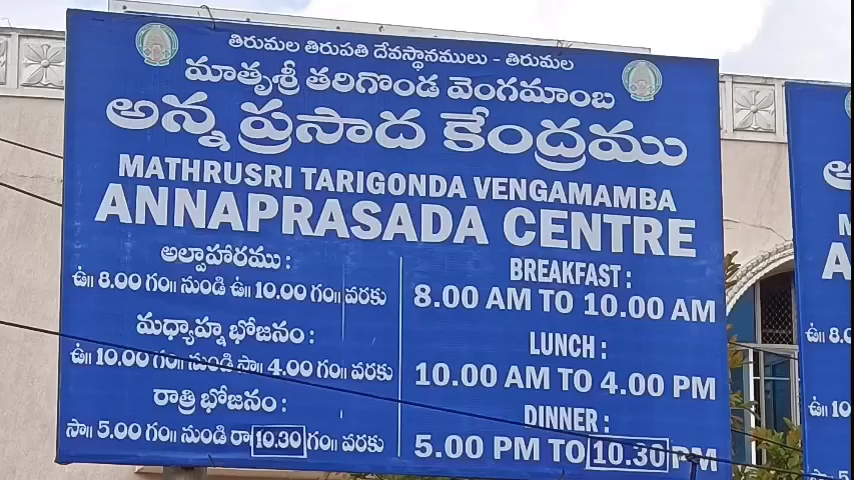 తిరుమల తిరుపతి దేవస్థానములు - తిరుమల
మాతృశ్రీ తరిగొండ వెంగమాంబ
అన్న ప్రసాద కేంద్రము
MATHRUSRI TARIGONDA VENGAMAMBA
ANNAPRASADA CENTRE
అల్పాహారము :
ఉ॥ 8.00 గం॥ నుండి ఉ॥ 10.00 గం॥ వరకు
మధ్యాహ్న భోజనం :
ఉ॥ 10.00 గం॥ నుండి సా॥ 4.00 గం॥ వరకు
రాత్రి భోజనం :
సా॥ 5.00 గం॥ నుండి రా 10.30 గం॥ వరకు
BREAKFAST :
8.00 AM TO 10.00 AM
LUNCH :
10.00 AM TO 4.00 PM
DINNER :
5.00 PM TO 10.30 PM